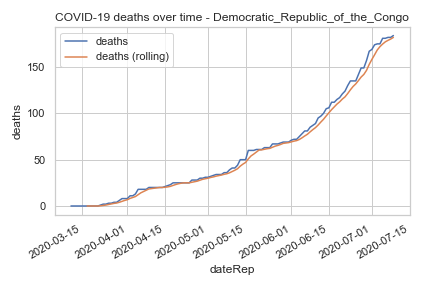 COVID-19 deaths over time - Democratic_Republic_of_the_Congo
deaths
deaths (rolling)
deaths
150
100
50
0
2020-03-15
2020-04-01
2020-04-15
2020-05-01
2020-05-15
2020-06-01
2020-06-15
2020-07-01
2020-07-15
dateRep